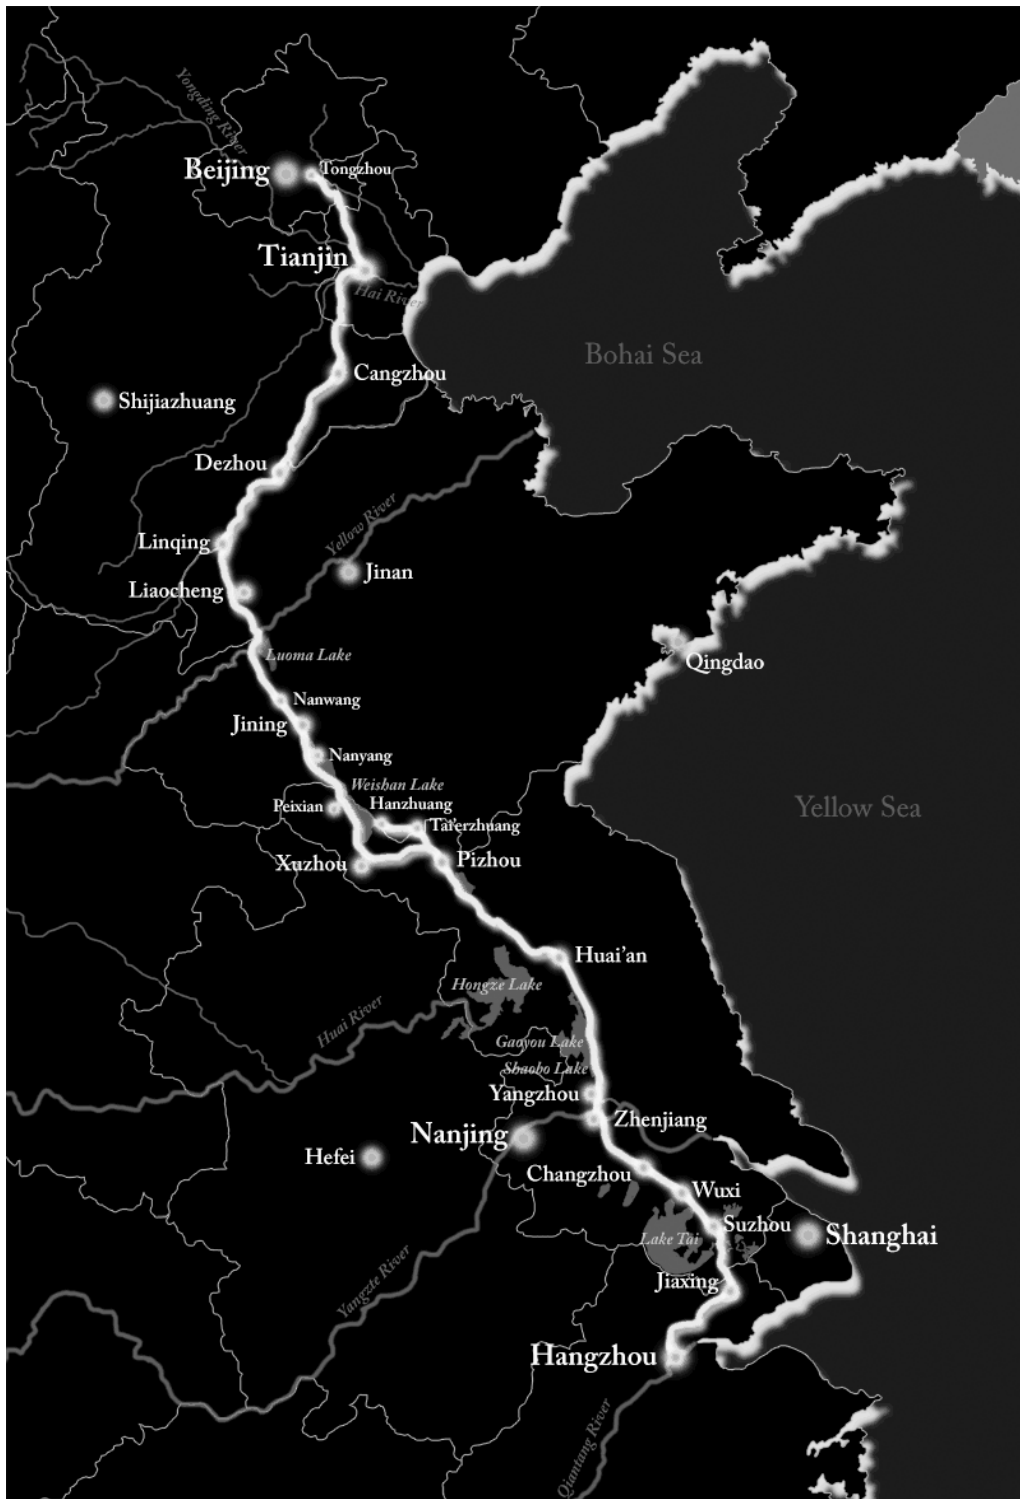 Yongding River
Beijing
Tongzhou
Tianjin
Hai River
Bohai Sea
Cangzhou
Shijiazhuang
Dezhou
Yellow River
Linqing
Jinan
Liaocheng
Luoma Lake
Qingdao
Nanwang
Jining
Nanyang
Weishan Lake
Peixian
Hanzhuang
Yellow Sea
Tai'erzhuang
Xuzhou
Pizhou
Huai'an
Hongze Lake
Huai River
Gaoyou Lake
Shaobo Lake
Yangzhou
Zhenjiang
Nanjing
Hefei
Changzhou
Wuxi
Suzhou
Shanghai
Lake Tai
Yangzte River
Jiaxing
Hangzhou
Qiantang River